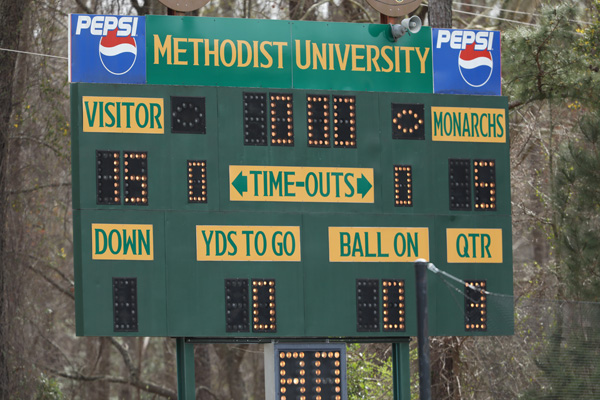 PEPSI METHODIST UNIVERSITY PEPSI
VISITOR MONARCHS
TIME-OUTS
DOWN YDS TO GO BALL ON QTR